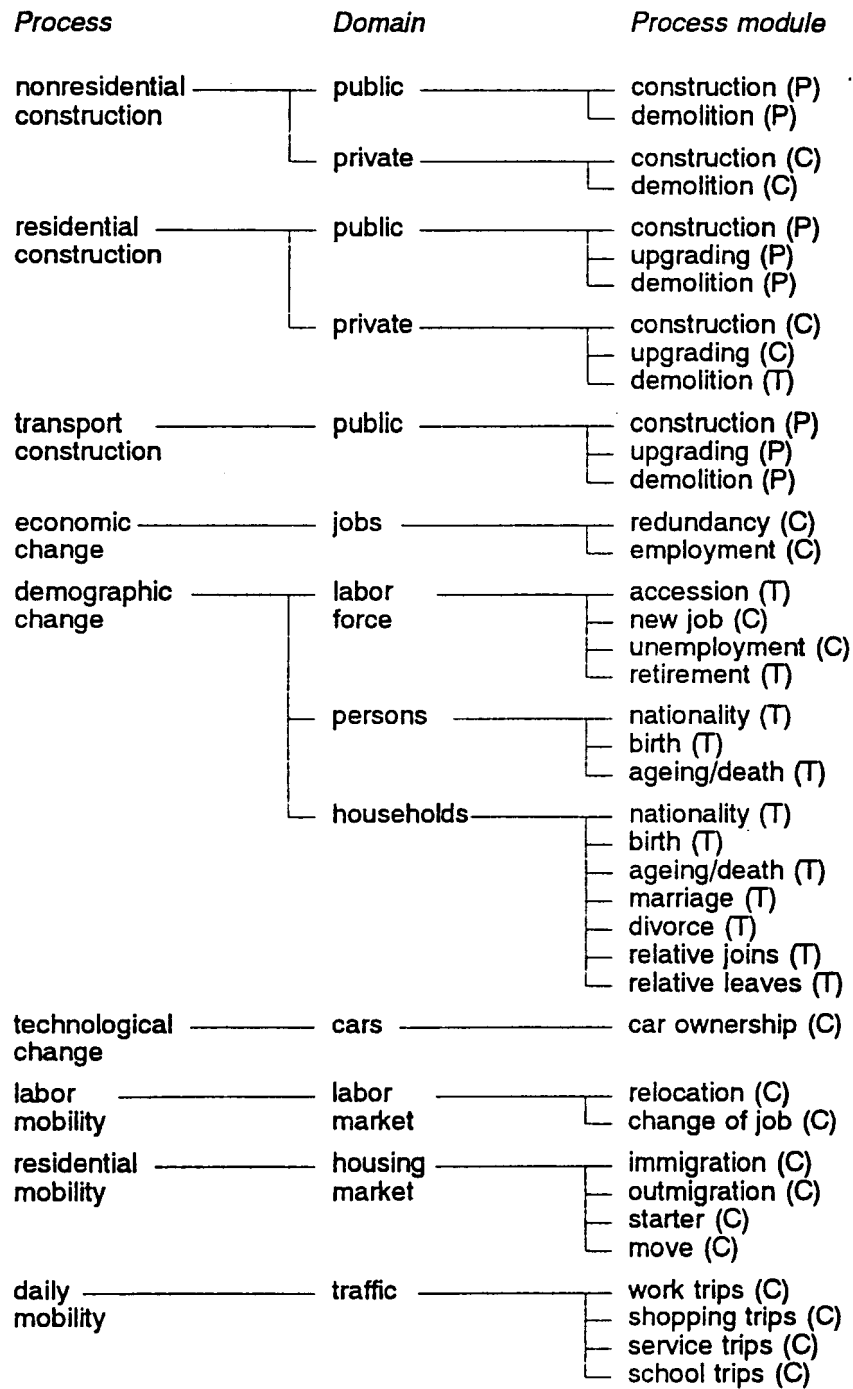 Process Domain Process module
nonresidential public construction (P)
construction demolition (P)
private construction (C)
demolition (C)
residential public construction (P)
construction upgrading (P)
demolition (P)
private construction (C)
upgrading (C)
demolition (T)
transport public construction (P)
construction upgrading (P)
demolition (P)
economic jobs redundancy (C)
change employment (C)
demographic labor accession (T)
change force new job (C)
unemployment (C)
retirement (T)
persons nationality (T)
birth (T)
ageing/death (T)
households nationality (T)
birth (T)
ageing/death (T)
marriage (T)
divorce (T)
relative joins (T)
relative leaves (T)
technological cars car ownership (C)
change
labor labor relocation (C)
mobility market change of job (C)
residential housing immigration (C)
mobility market outmigration (C)
starter (C)
move (C)
daily traffic work trips (C)
mobility shopping trips (C)
service trips (C)
school trips (C)